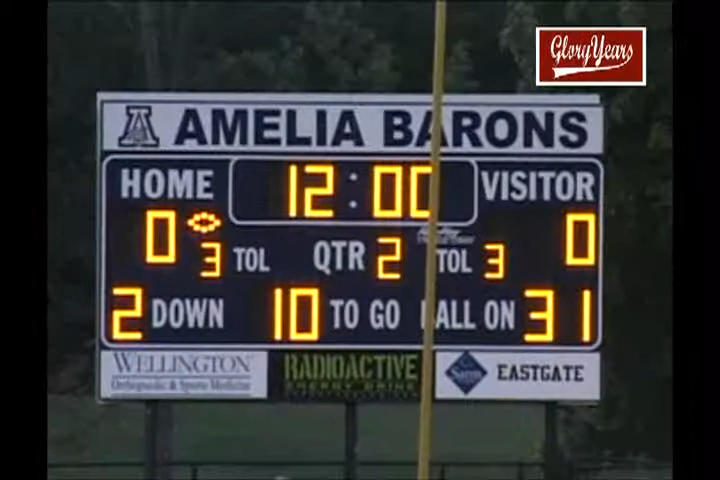 GloryYears
A AMELIA BARONS
HOME 12:00 VISITOR
0 0
3 TOL QTR 2 TOL 3
2 DOWN 10 TO GO BALL ON 31
WELLINGTON
Orthopaedic & Sports Medicine
RADIOACTIVE
ENERGY DRINK
Sam's EASTGATE